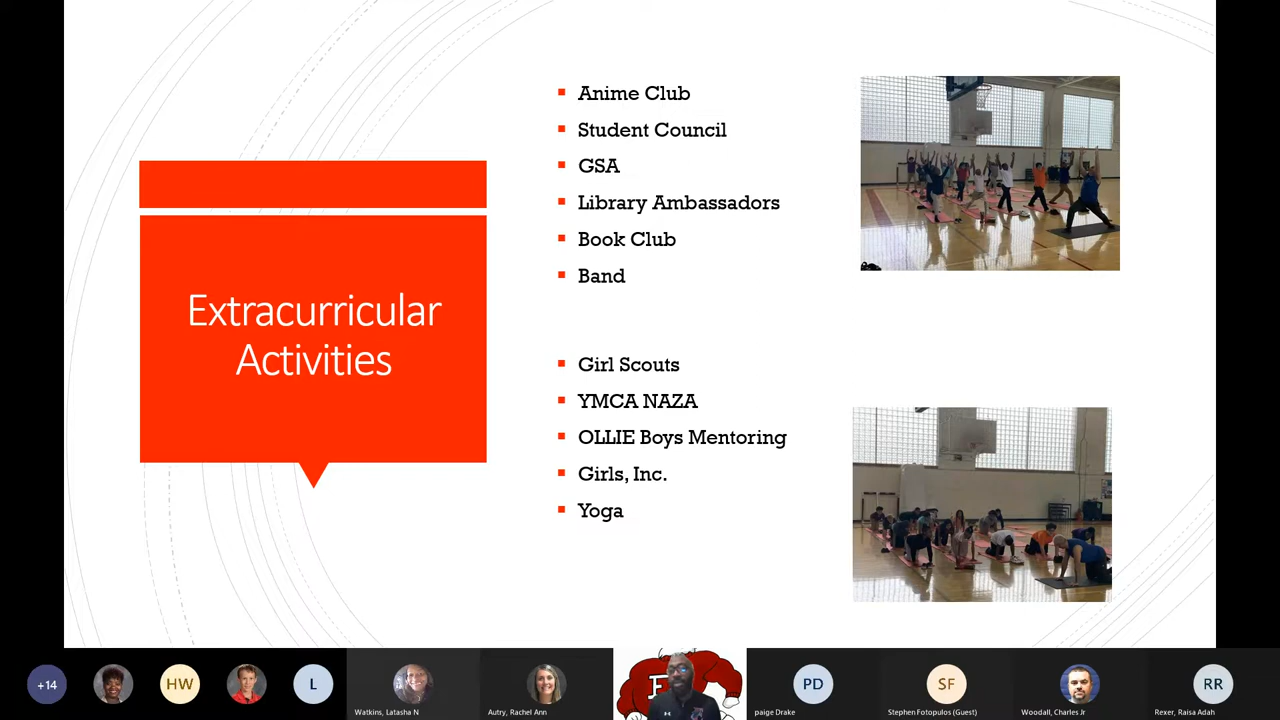 Extracurricular
Activities
Anime Club
Student Council
GSA
Library Ambassadors
Book Club
Band
Girl Scouts
YMCA NAZA
OLLIE Boys Mentoring
Girls, Inc.
Yoga
+14
HW
L
Watkins, Latasha N
Autry, Rachel Ann
PD
paige Drake
SF
Stephen Fotopulos (Guest)
Woodall, Charles Jr
RR
Rexer, Raisa Adah